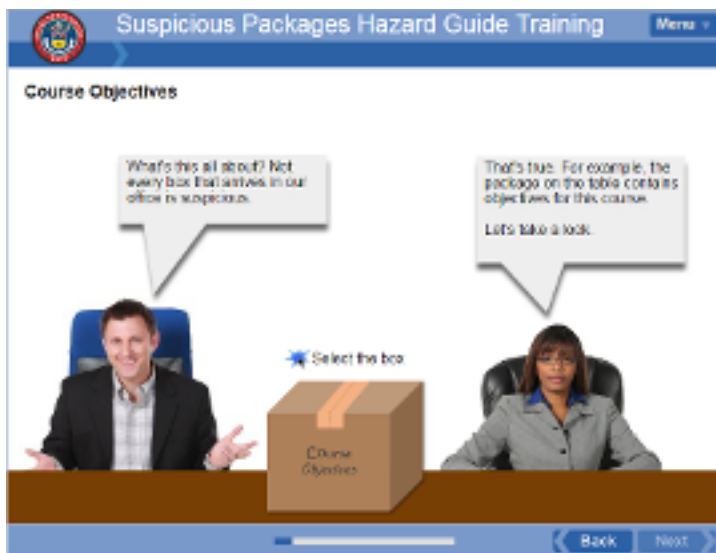 Suspicious Packages Hazard Guide Training
Menu
Course Objectives
What's this all about? Not
every box that arrives in our
office is suspicious.
That's true. For example, the
package on the table contains
objectives for this course.
Let's take a look.
Select the box
Course
Objectives
Back
Next